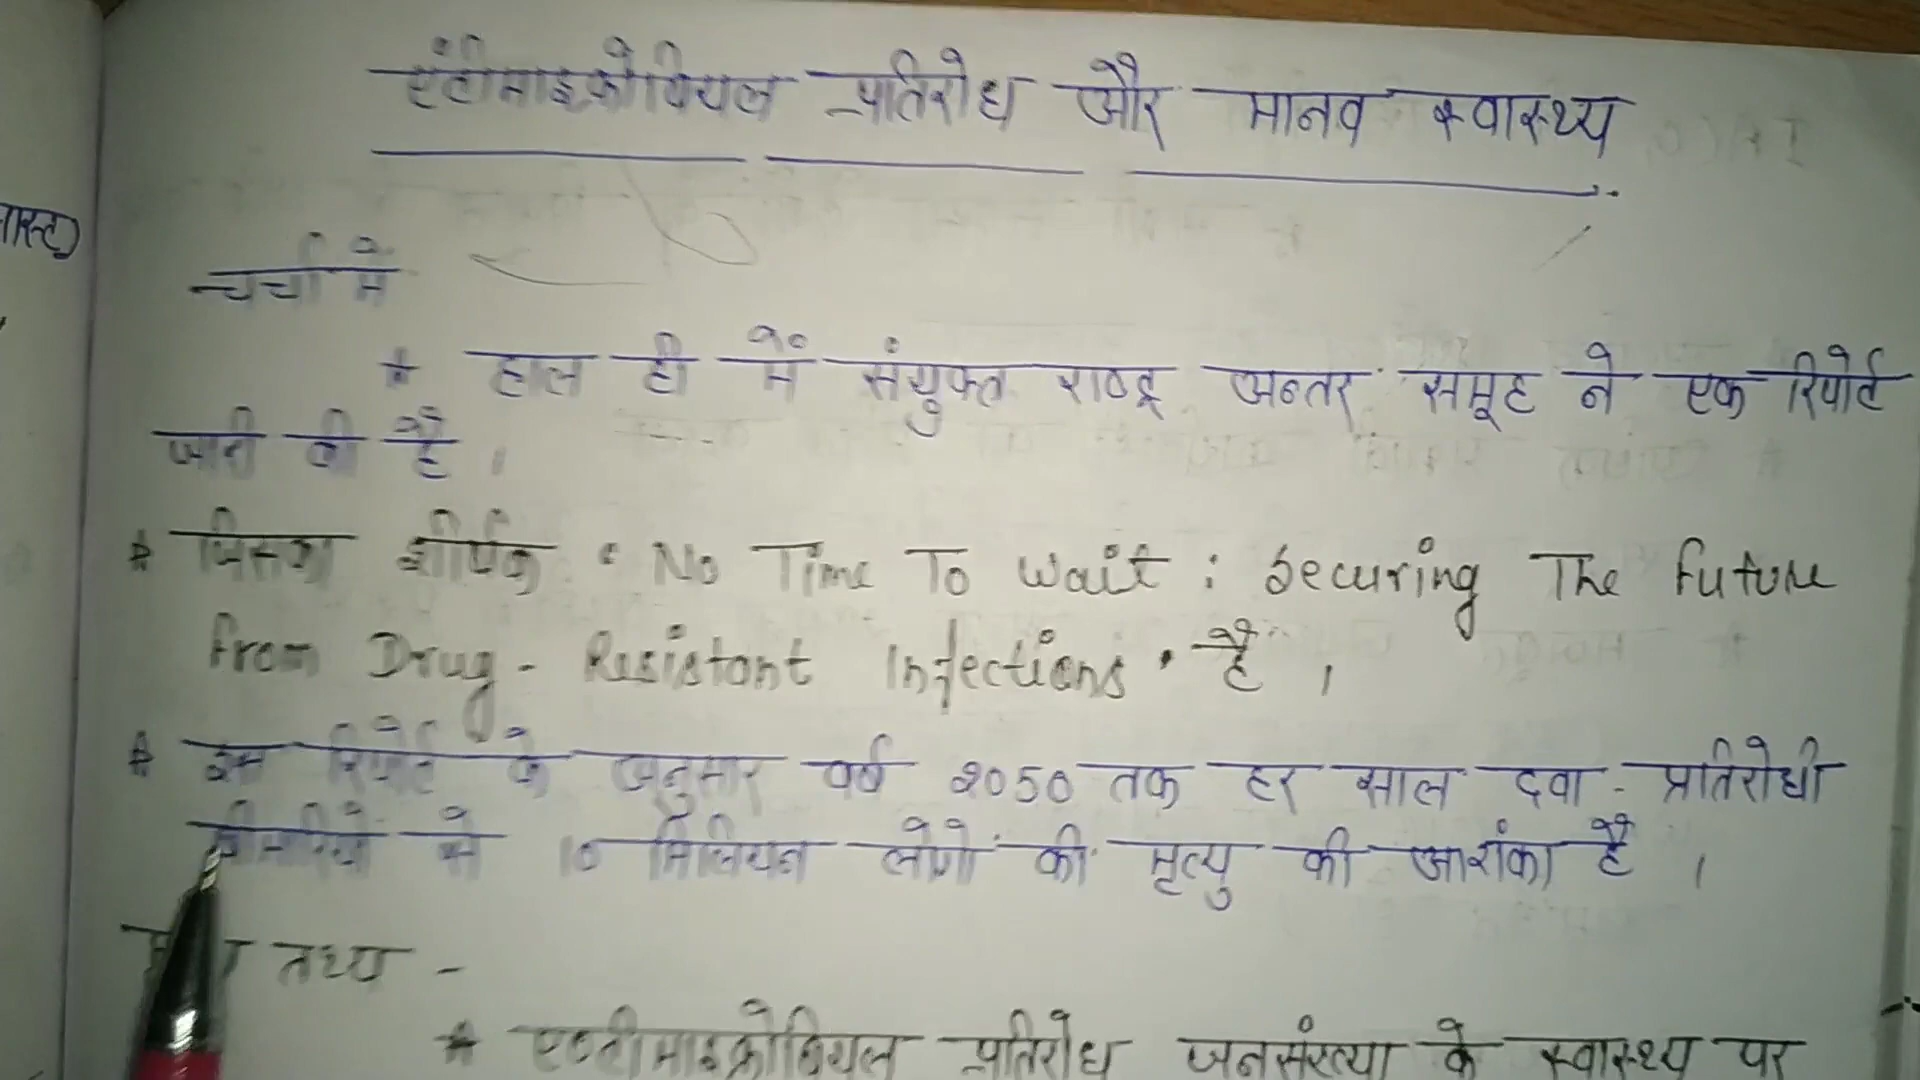 एंटीमाइक्रोबियल प्रतिरोध और मानव स्वास्थ्य
चर्चा में
* हाल ही में संयुक्त राष्ट्र अन्तर समूह ने एक रिपोर्ट
जारी की है ।
* जिसका शीर्षक : No Time To Wait : Securing The Future
From Drug - Resistant Infections . है ।
* इस रिपोर्ट के अनुसार वर्ष 2050 तक हर साल दवा - प्रतिरोधी
बीमारियों से 10 मिलियन लोगों की मृत्यु की आशंका है ।
तथ्य -
* एण्टीमाइक्रोबियल प्रतिरोध जनसंख्या के स्वास्थ्य पर